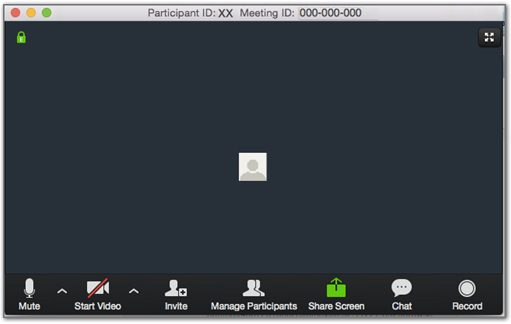 Participant ID: XX Meeting ID: 000-000-000
Mute Start Video Invite Manage Participants Share Screen Chat Record